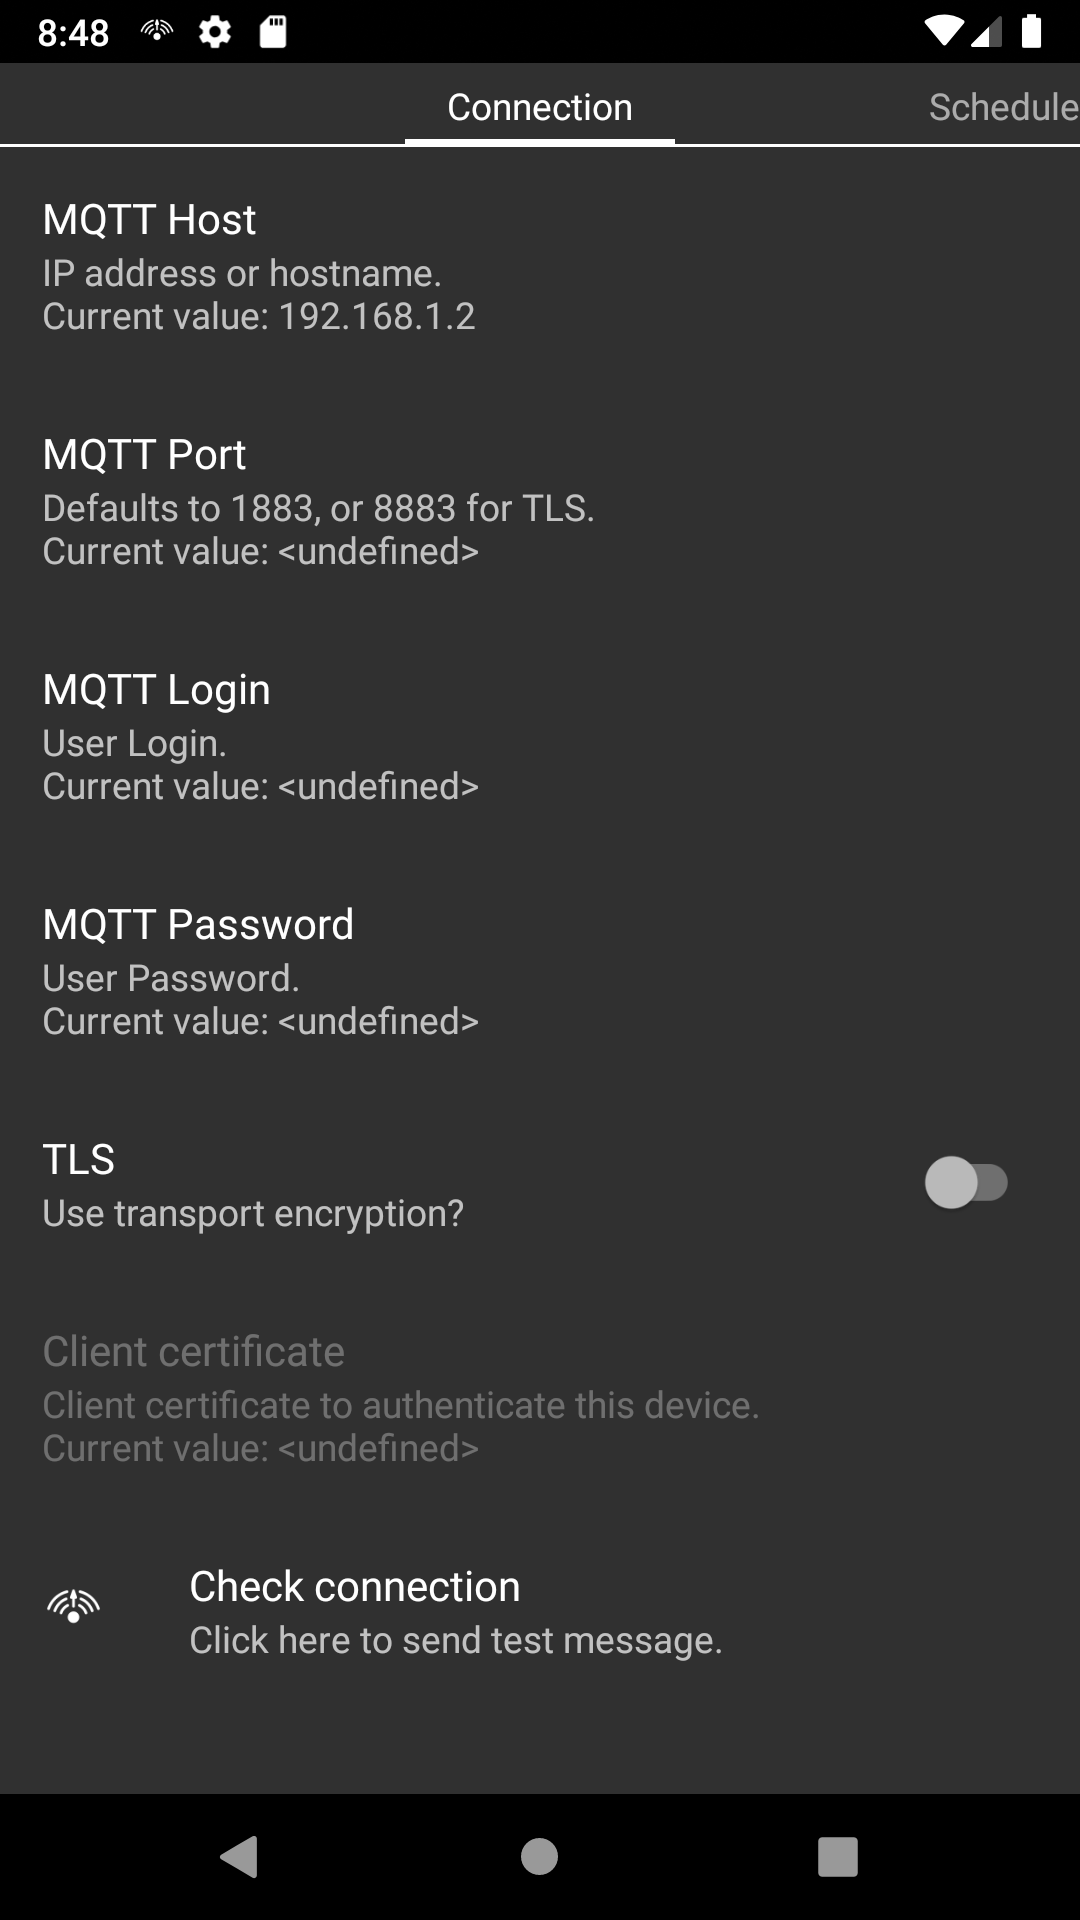 8:48
Connection
Schedule
MQTT Host
IP address or hostname.
Current value: 192.168.1.2
MQTT Port
Defaults to 1883, or 8883 for TLS.
Current value: <undefined>
MQTT Login
User Login.
Current value: <undefined>
MQTT Password
User Password.
Current value: <undefined>
TLS
Use transport encryption?
Client certificate
Client certificate to authenticate this device.
Current value: <undefined>
Check connection
Click here to send test message.